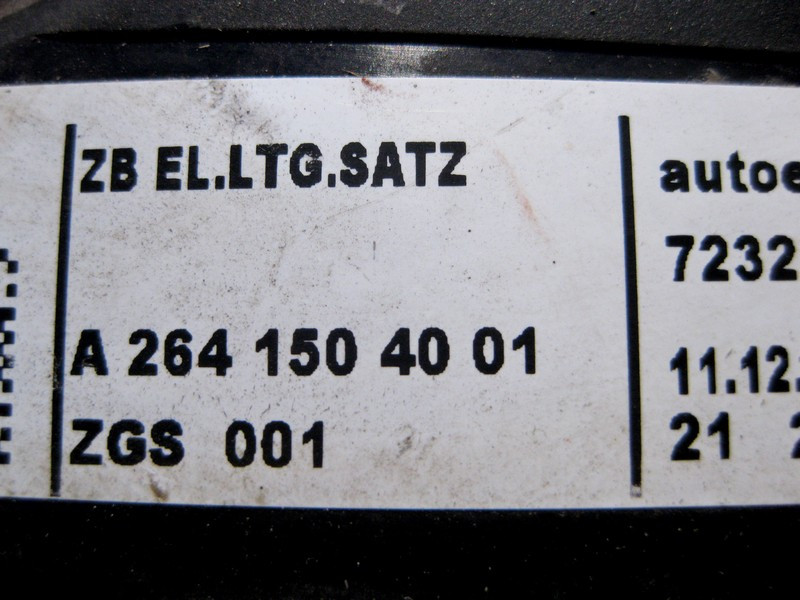 ZB EL.LTG.SATZ
A 264 150 40 01
ZGS 001
autoe
7232
11.12.
21